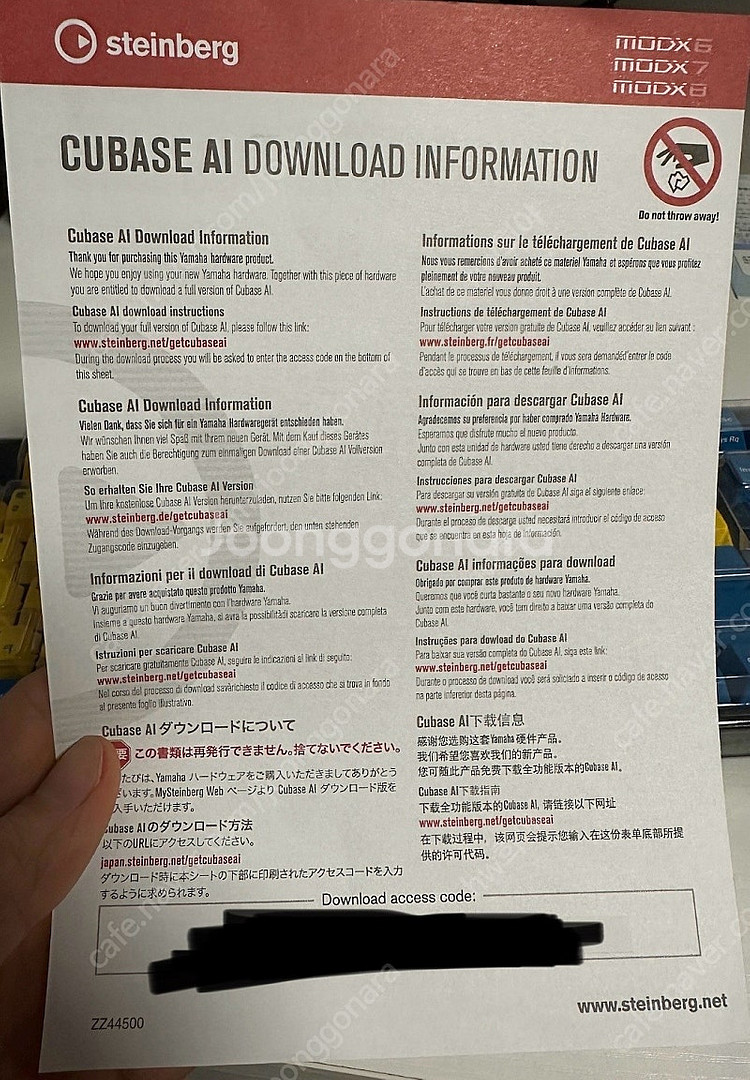 steinberg
MODX6
MODX7
MODX8
CUBASE AI DOWNLOAD INFORMATION
Do not throw away!
Cubase AI Download Information
Thank you for purchasing this Yamaha hardware product.
We hope you enjoy using your new Yamaha hardware. Together with this piece of hardware
you are entitled to download a full version of Cubase AI.
Cubase AI download instructions
To download your full version of Cubase AI, please follow this link:
www.steinberg.net/getcubaseai
During the download process you will be asked to enter the access code on the bottom of
this sheet.
Cubase AI Download Information
Vielen Dank, dass Sie sich für ein Yamaha Hardwaregerät entschieden haben.
Wir wünschen Ihnen viel Spaß mit Ihrem neuen Gerät. Mit dem Kauf dieses Gerätes
haben Sie auch die Berechtigung zum einmaligen Download einer Cubase AI Vollversion
erworben.
So erhalten Sie Ihre Cubase AI Version
Um Ihre kostenlose Cubase AI Version herunterzuladen, nutzen Sie bitte folgenden Link:
www.steinberg.de/getcubaseai
Während des Download-Vorgangs werden Sie aufgefordert, den unten stehenden
Zugangscode einzugeben.
Informazioni per il download di Cubase AI
Grazie per avere acquistato questo prodotto Yamaha.
Vi auguriamo un buon divertimento con l'hardware Yamaha.
Insieme a questo hardware Yamaha, si avrà la possibilitàdi scaricare la versione completa
di Cubase AI.
Istruzioni per scaricare Cubase AI
Per scaricare gratuitamente Cubase AI, seguire le indicazioni al link di seguito:
www.steinberg.net/getcubaseai
Nel corso del processo di download saràrichiesto il codice di accesso che si trova in fondo
al presente foglio illustrativo.
Cubase AI ダウンロードについて
要 この書類は再発行できません。捨てないでください。
たびは、Yamaha ハードウェアをご購入いただきましてありがとう
ざいます。MySteinberg Web ページより Cubase AI ダウンロード版を
入手いただけます。
Cubase AI のダウンロード方法
以下のURLにアクセスしてください。
japan.steinberg.net/getcubaseai
ダウンロード時に本シートの下部に印刷されたアクセスコードを入力
するように求められます。
Informations sur le téléchargement de Cubase AI
Nous vous remercions d'avoir acheté ce materiel Yamaha et espérons que vous profitez
pleinement de votre nouveau produit.
L'achat de ce materiel vous donne droit à une version complète de Cubase AI.
Instructions de téléchargement de Cubase AI
Pour télécharger votre version gratuite de Cubase AI, veuillez accéder au lien suivant :
www.steinberg.fr/getcubaseai
Pendant le processus de téléchargement, il vous sera demandéd'entrer le code
d'accès qui se trouve en bas de cette feuille d'informations.
Información para descargar Cubase AI
Agradecemos su preferencia por haber comprado Yamaha Hardware.
Esperamos que disfrute mucho el nuevo producto.
Junto con esta unidad de hardware usted tiene derecho a descargar una versión
completa de Cubase AI.
Instrucciones para descargar Cubase AI
Para descargar su versión gratuita de Cubase AI siga el siguiente enlace:
www.steinberg.net/getcubaseai
Durante el proceso de descarga usted necesitará introducir el código de acceso
que se encuentra en esta hoja de información.
Cubase AI informações para download
Obrigado por comprar este produto de hardware Yamaha.
Queremos que você curta bastante o seu novo hardware Yamaha.
Junto com este hardware, você tem direito a baixar uma versão completa do
Cubase AI.
Instruções para dowload do Cubase AI
Para baixar sua versão completa do Cubase AI, siga este link:
www.steinberg.net/getcubaseai
Durante o processo de download você será solicitado a inserir o código de acesso
na parte inferior desta página.
Cubase AI下载信息
感谢您选购这套Yamaha 硬件产品。
我们希望您喜欢我们的新产品。
您可随此产品免费下载全功能版本的Cubase AI。
Cubase AI下载指南
下载全功能版本的Cubase AI, 请链接以下网址
www.steinberg.net/getcubaseai
在下载过程中, 该网页会提示您输入在这份表单底部所提
供的许可代码。
Download access code:
www.steinberg.net
ZZ44500
joonggonara